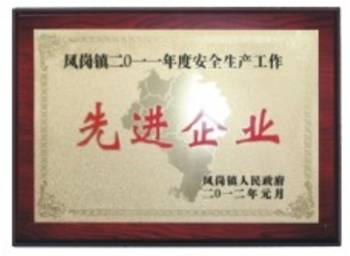 凤岗镇二〇一一年度安全生产工作
先进企业
凤岗镇人民政府
二〇一二年元月